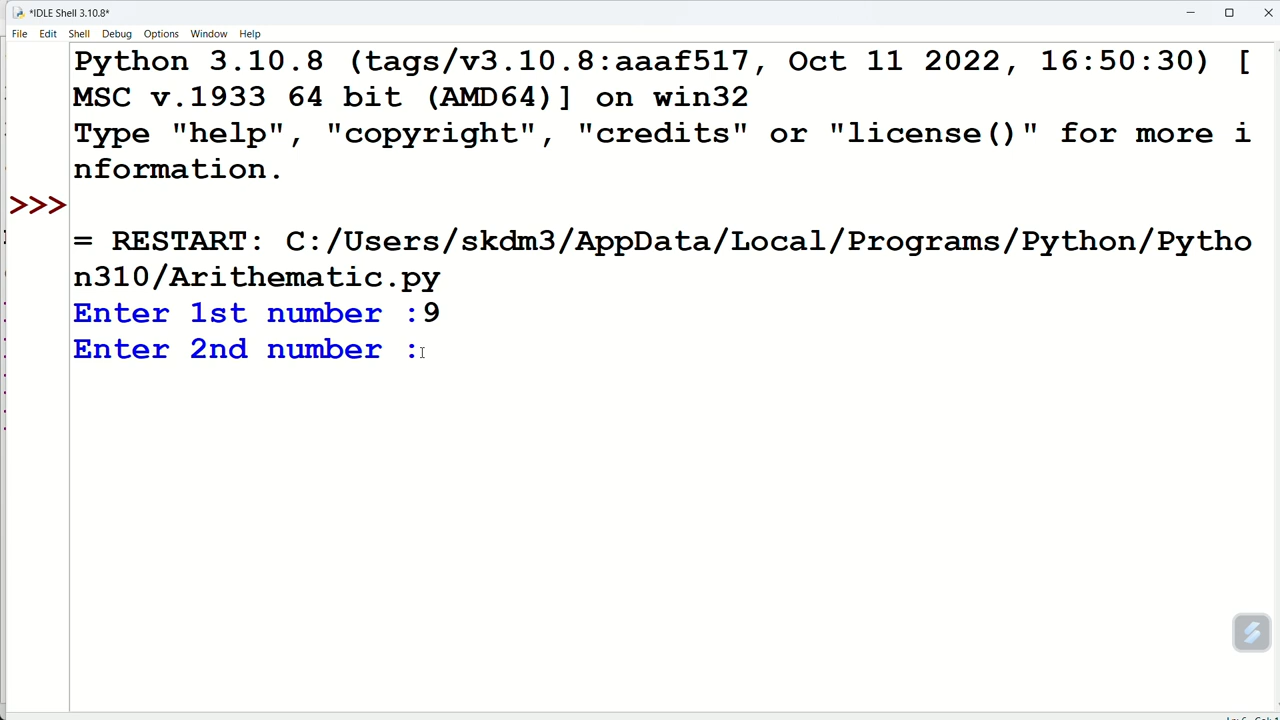 *IDLE Shell 3.10.8*
File Edit Shell Debug Options Window Help
Python 3.10.8 (tags/v3.10.8:aaaf517, Oct 11 2022, 16:50:30) [
MSC v.1933 64 bit (AMD64)] on win32
Type "help", "copyright", "credits" or "license()" for more i
nformation.
>>>
= RESTART: C:/Users/skdm3/AppData/Local/Programs/Python/Pytho
n310/Arithematic.py
Enter 1st number :9
Enter 2nd number :